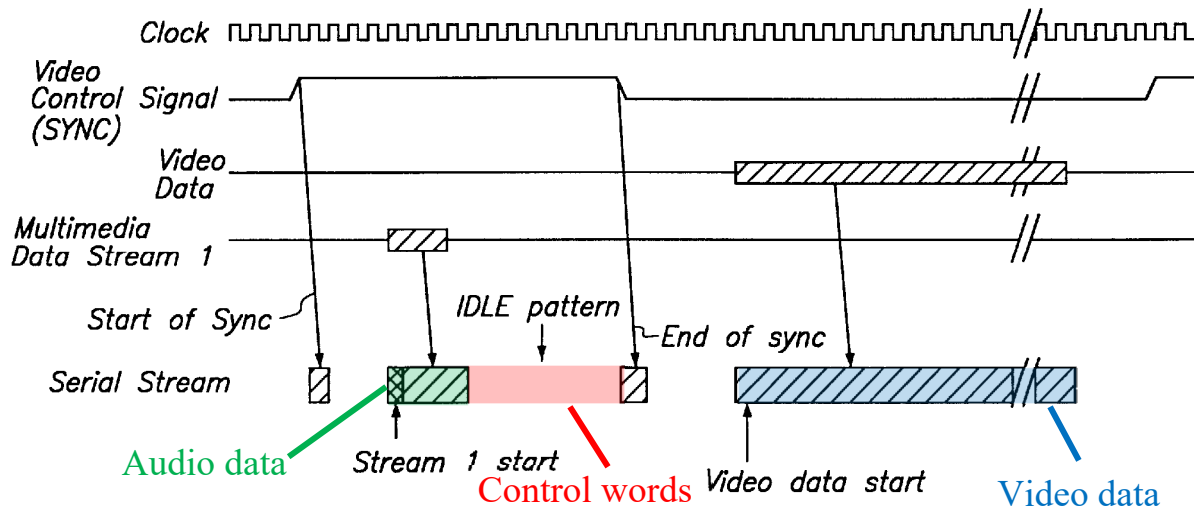 Clock
Video
Control Signal
(SYNC)
Video
Data
Multimedia
Data Stream 1
Start of Sync
IDLE pattern
End of sync
Serial Stream
Audio data
Stream 1 start
Control words
Video data start
Video data